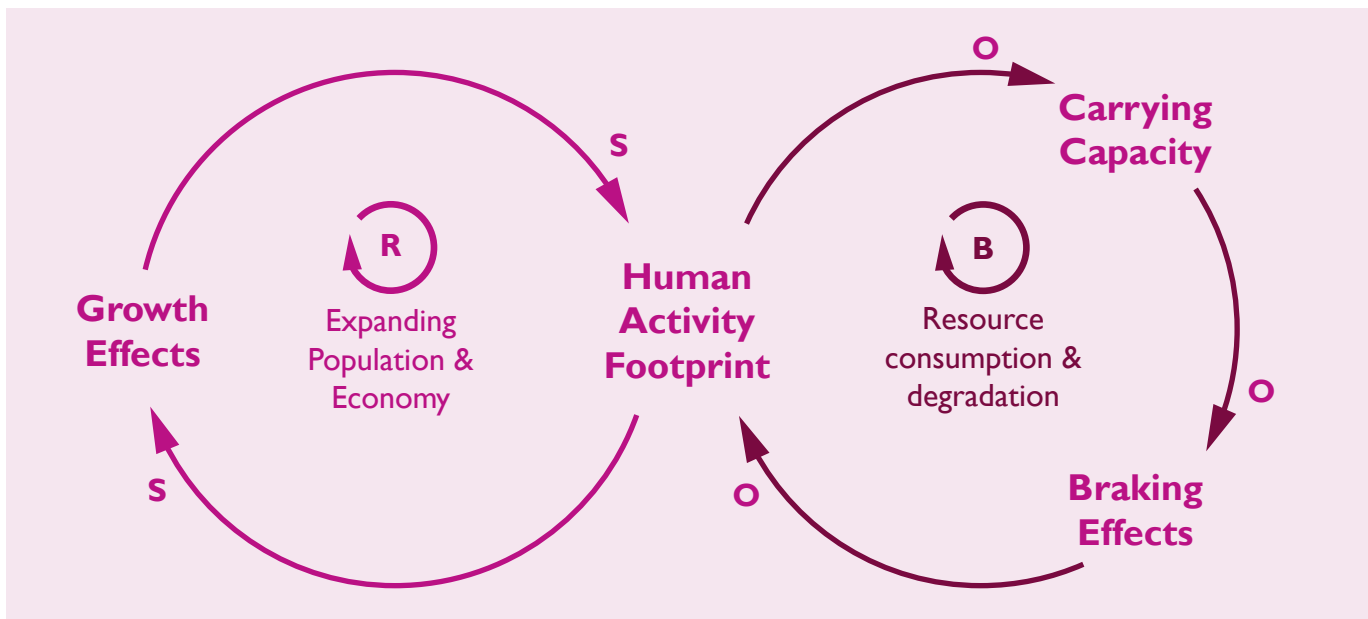 O
Carrying
Capacity
S
R
B
Growth
Effects
Expanding
Population &
Economy
Human
Activity
Footprint
Resource
consumption &
degradation
O
S
O
Braking
Effects